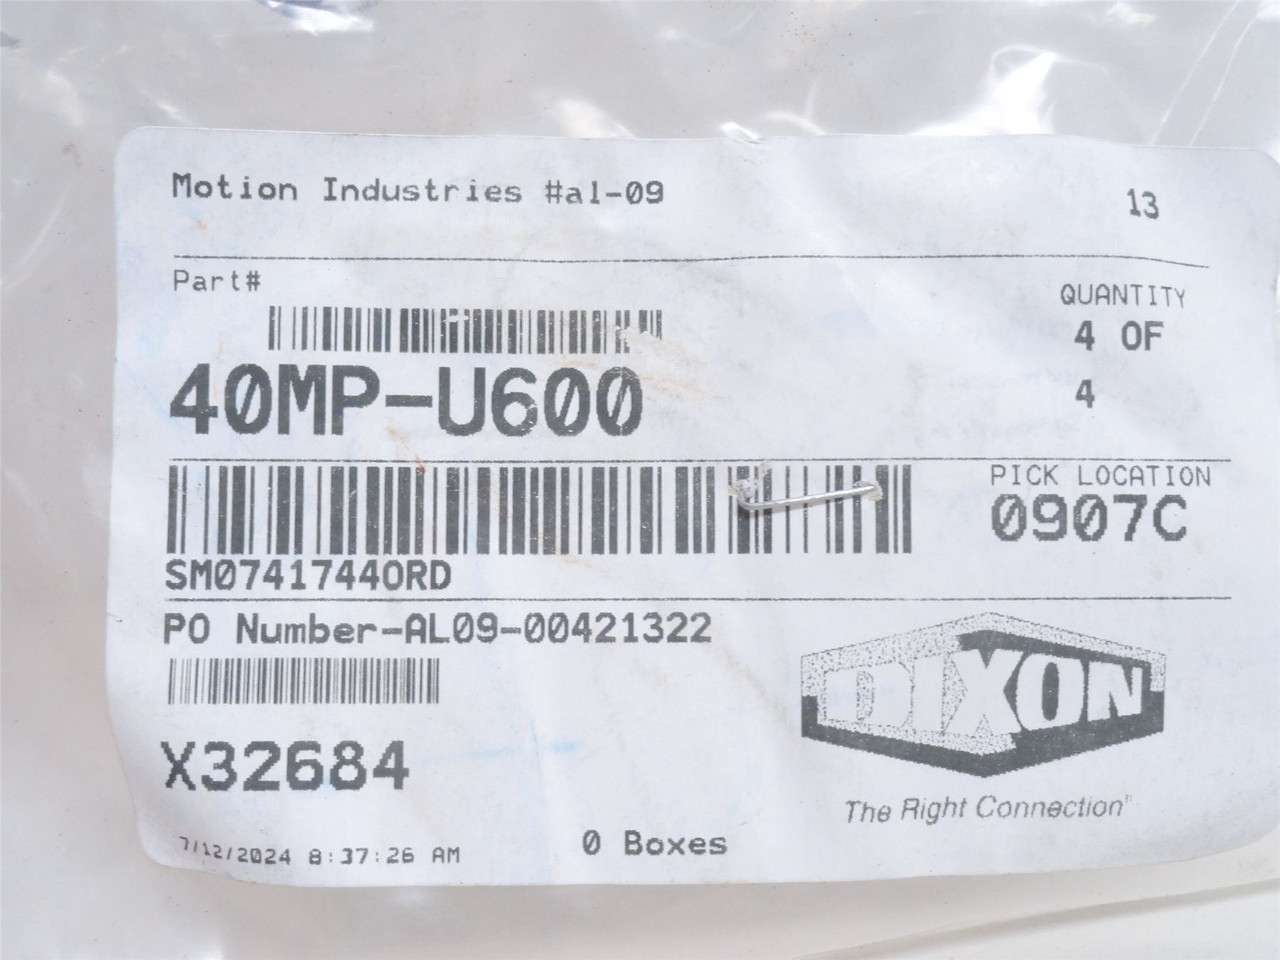 Motion Industries #al-09
13
Part#
QUANTITY
4 OF
4
40MP-U600
PICK LOCATION
0907C
SM07417440RD
PO Number-AL09-00421322
DIXON
X32684
The Right Connection
7/12/2024 8:37:26 AM
0 Boxes